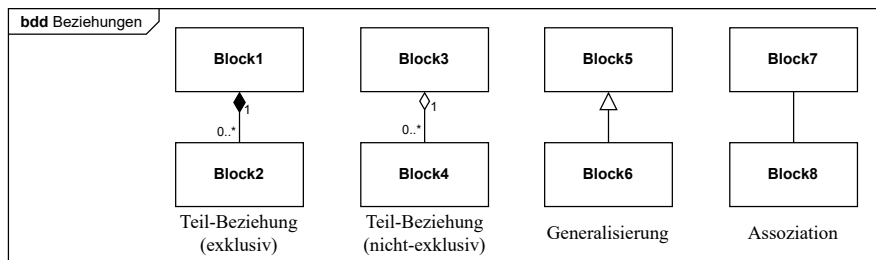 bdd Beziehungen
Block1
Block3
Block5
Block7
1
1
0..*
0..*
Block2
Block4
Block6
Block8
Teil-Beziehung
(exklusiv)
Teil-Beziehung
(nicht-exklusiv)
Generalisierung
Assoziation